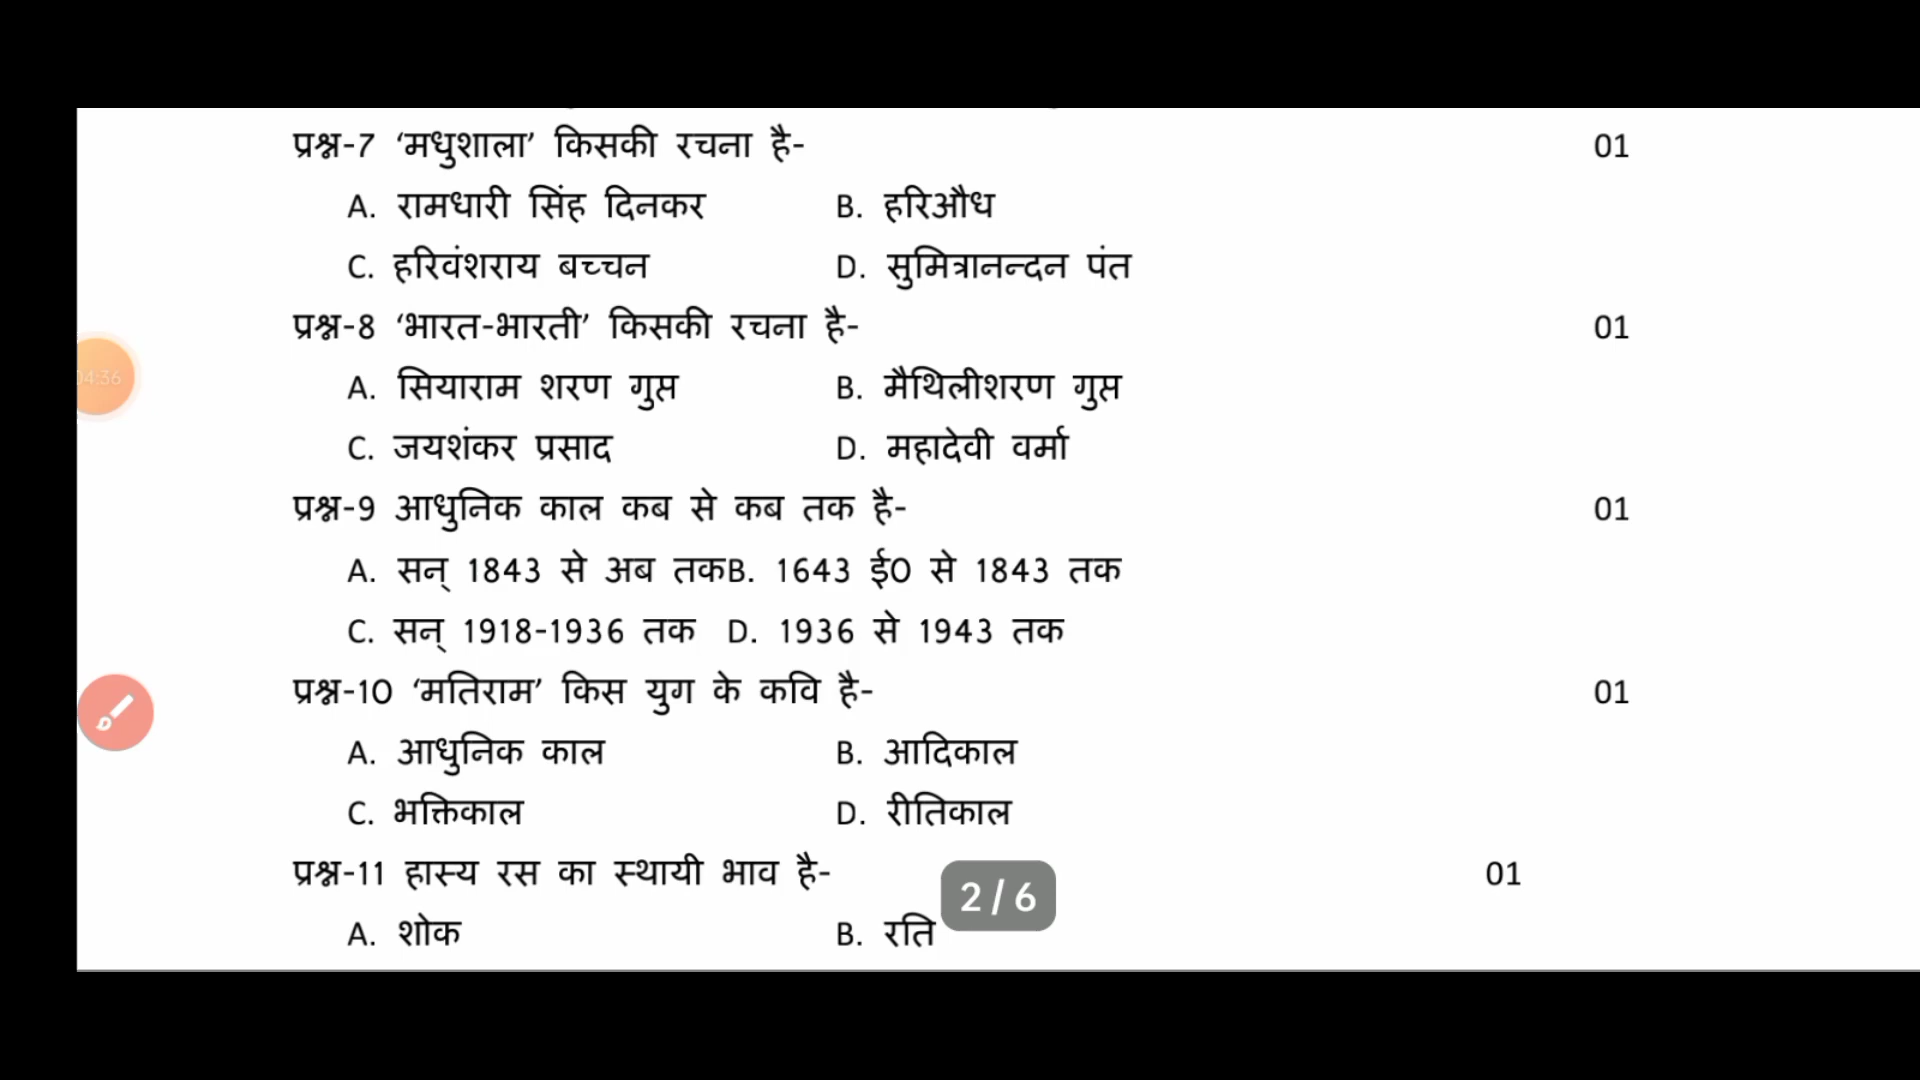 प्रश्न-7 ‘मधुशाला’ किसकी रचना है- 01
A. रामधारी सिंह दिनकर B. हरिऔध
C. हरिवंशराय बच्चन D. सुमित्रानन्दन पंत
प्रश्न-8 ‘भारत-भारती’ किसकी रचना है- 01
A. सियाराम शरण गुप्त B. मैथिलीशरण गुप्त
04:36
C. जयशंकर प्रसाद D. महादेवी वर्मा
प्रश्न-9 आधुनिक काल कब से कब तक है- 01
A. सन् 1843 से अब तकB. 1643 ई0 से 1843 तक
C. सन् 1918-1936 तक D. 1936 से 1943 तक
प्रश्न-10 ‘मतिराम’ किस युग के कवि है- 01
A. आधुनिक काल B. आदिकाल
C. भक्तिकाल D. रीतिकाल
प्रश्न-11 हास्य रस का स्थायी भाव है- 01
2 / 6
A. शोक B. रति